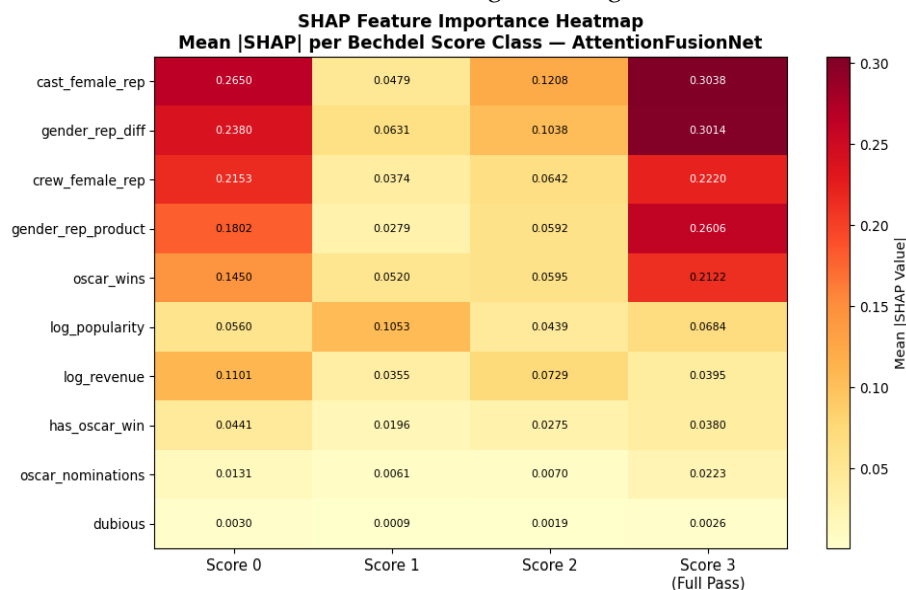 SHAP Feature Importance Heatmap
Mean |SHAP| per Bechdel Score Class — AttentionFusionNet
cast_female_rep 0.2650 0.0479 0.1208 0.3038
gender_rep_diff 0.2380 0.0631 0.1038 0.3014
crew_female_rep 0.2153 0.0374 0.0642 0.2220
gender_rep_product 0.1802 0.0279 0.0592 0.2606
oscar_wins 0.1450 0.0520 0.0595 0.2122
log_popularity 0.0560 0.1053 0.0439 0.0684
log_revenue 0.1101 0.0355 0.0729 0.0395
has_oscar_win 0.0441 0.0196 0.0275 0.0380
oscar_nominations 0.0131 0.0061 0.0070 0.0223
dubious 0.0030 0.0009 0.0019 0.0026
Score 0 Score 1 Score 2 Score 3
(Full Pass)
0.30
0.25
0.20
0.15
0.10
0.05
Mean |SHAP Value|